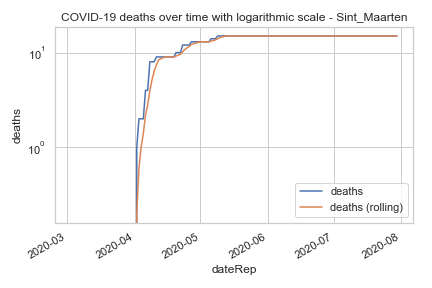 COVID-19 deaths over time with logarithmic scale - Sint_Maarten
10¹
10⁰
deaths
deaths
deaths (rolling)
2020-03
2020-04
2020-05
2020-06
2020-07
2020-08
dateRep